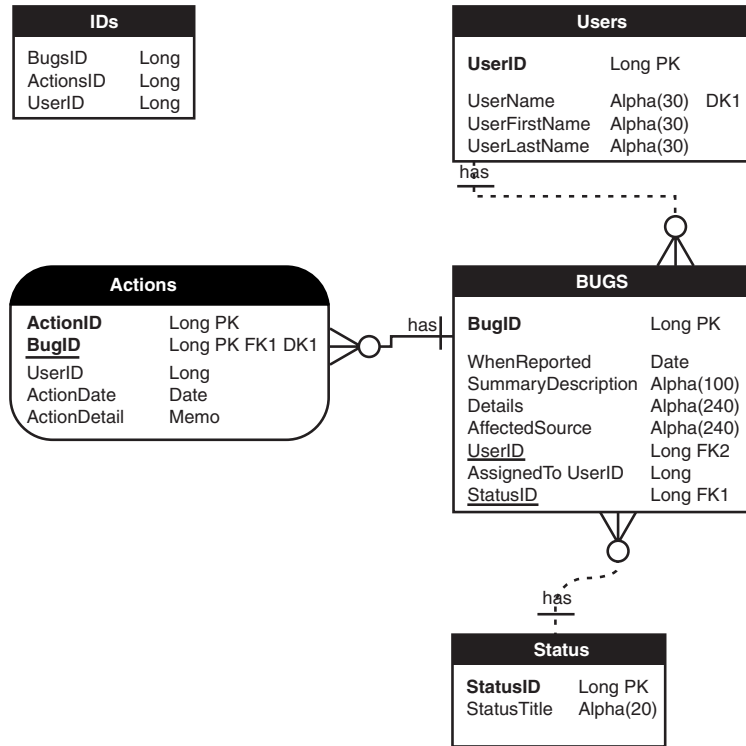 IDs
BugsID Long
ActionsID Long
UserID Long
Users
UserID Long PK
UserName Alpha(30) DK1
UserFirstName Alpha(30)
UserLastName Alpha(30)
has
Actions
ActionID Long PK
BugID Long PK FK1 DK1
UserID Long
ActionDate Date
ActionDetail Memo
has
BUGS
BugID Long PK
WhenReported Date
SummaryDescription Alpha(100)
Details Alpha(240)
AffectedSource Alpha(240)
UserID Long FK2
AssignedTo UserID Long
StatusID Long FK1
has
Status
StatusID Long PK
StatusTitle Alpha(20)